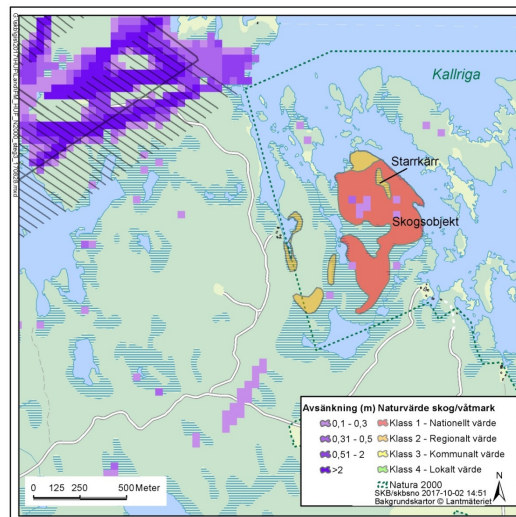 Kallriga
Starrkärr
Skogsobjekt
Avsänkning (m)
0,1 - 0,3
0,31 - 0,5
0,51 - 2
>2
Naturvärde skog/våtmark
Klass 1 - Nationellt värde
Klass 2 - Regionalt värde
Klass 3 - Kommunalt värde
Klass 4 - Lokalt värde
Natura 2000
N
SKB/skbsno 2017-10-02 14:51
Bakgrundskartor © Lantmäteriet
0 125 250 500 Meter